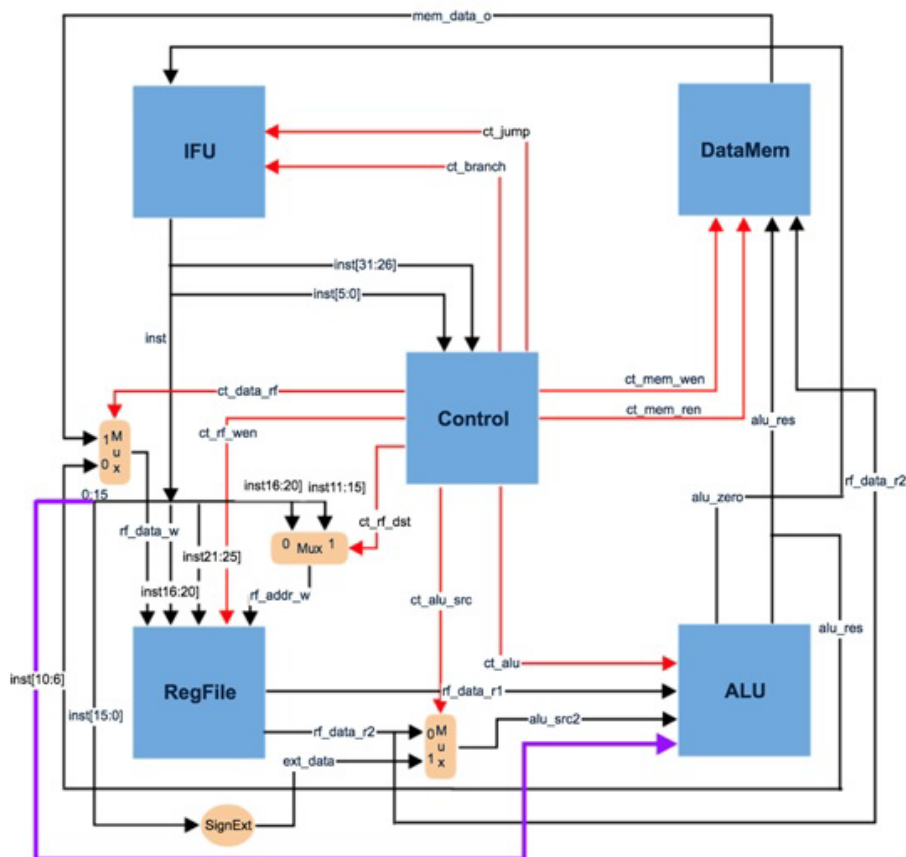 mem_data_o
IFU
ct_jump
ct_branch
DataMem
inst[31:26]
inst[5:0]
inst
ct_data_rf
ct_rf_wen
Control
ct_mem_wen
ct_mem_ren
alu_res
1 Mux 0
rf_data_r2
0:15
inst16:20]
inst11:15]
alu_zero
rf_data_w
ct_rf_dst
inst21:25]
0 Mux 1
inst16:20]
rf_addr_w
ct_alu_src
alu_res
inst[10:6]
RegFile
ct_alu
ALU
rf_data_r1
inst[15:0]
rf_data_r2
0 Mux 1
alu_src2
ext_data
SignExt